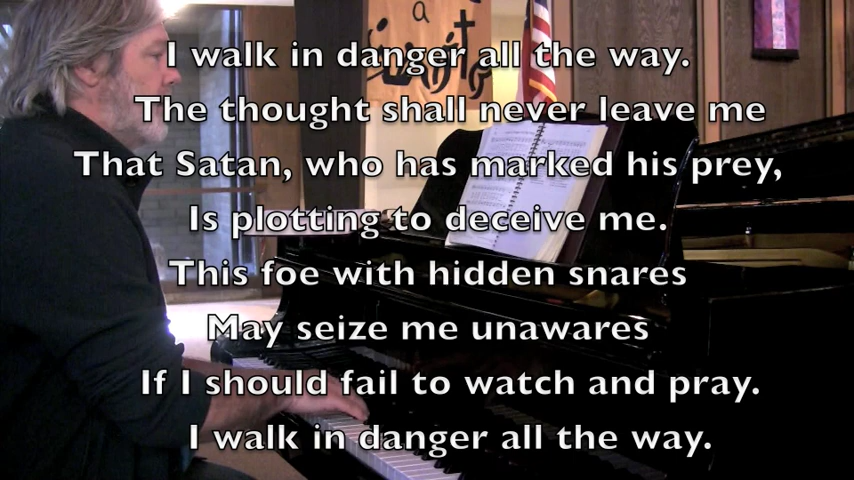 a
I walk in danger all the way.
The thought shall never leave me
That Satan, who has marked his prey,
Is plotting to deceive me.
This foe with hidden snares
May seize me unawares
If I should fail to watch and pray.
I walk in danger all the way.